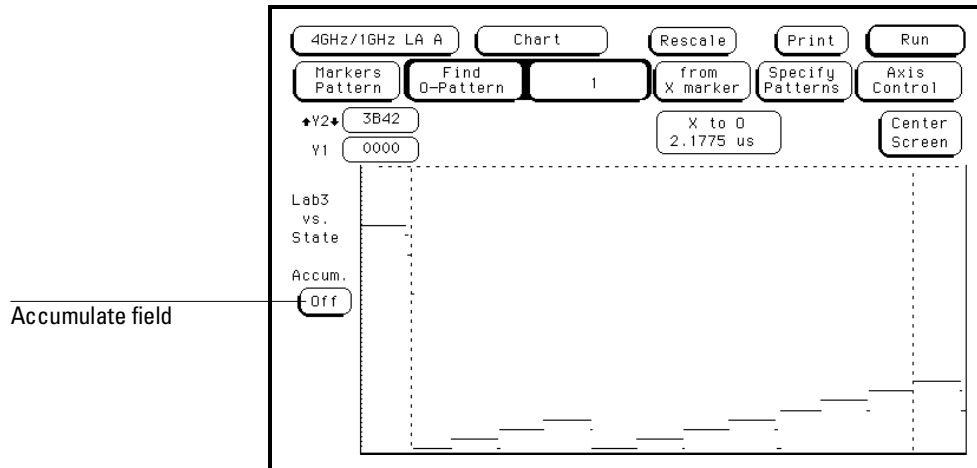 4GHz/1GHz LA A Chart Rescale Print Run
Markers Pattern Find O-Pattern 1 from X marker Specify Patterns Axis Control
Y2 3B42 X to O 2.1775 us Center Screen
Y1 0000
Lab3
vs.
State
Accum.
Off
Accumulate field